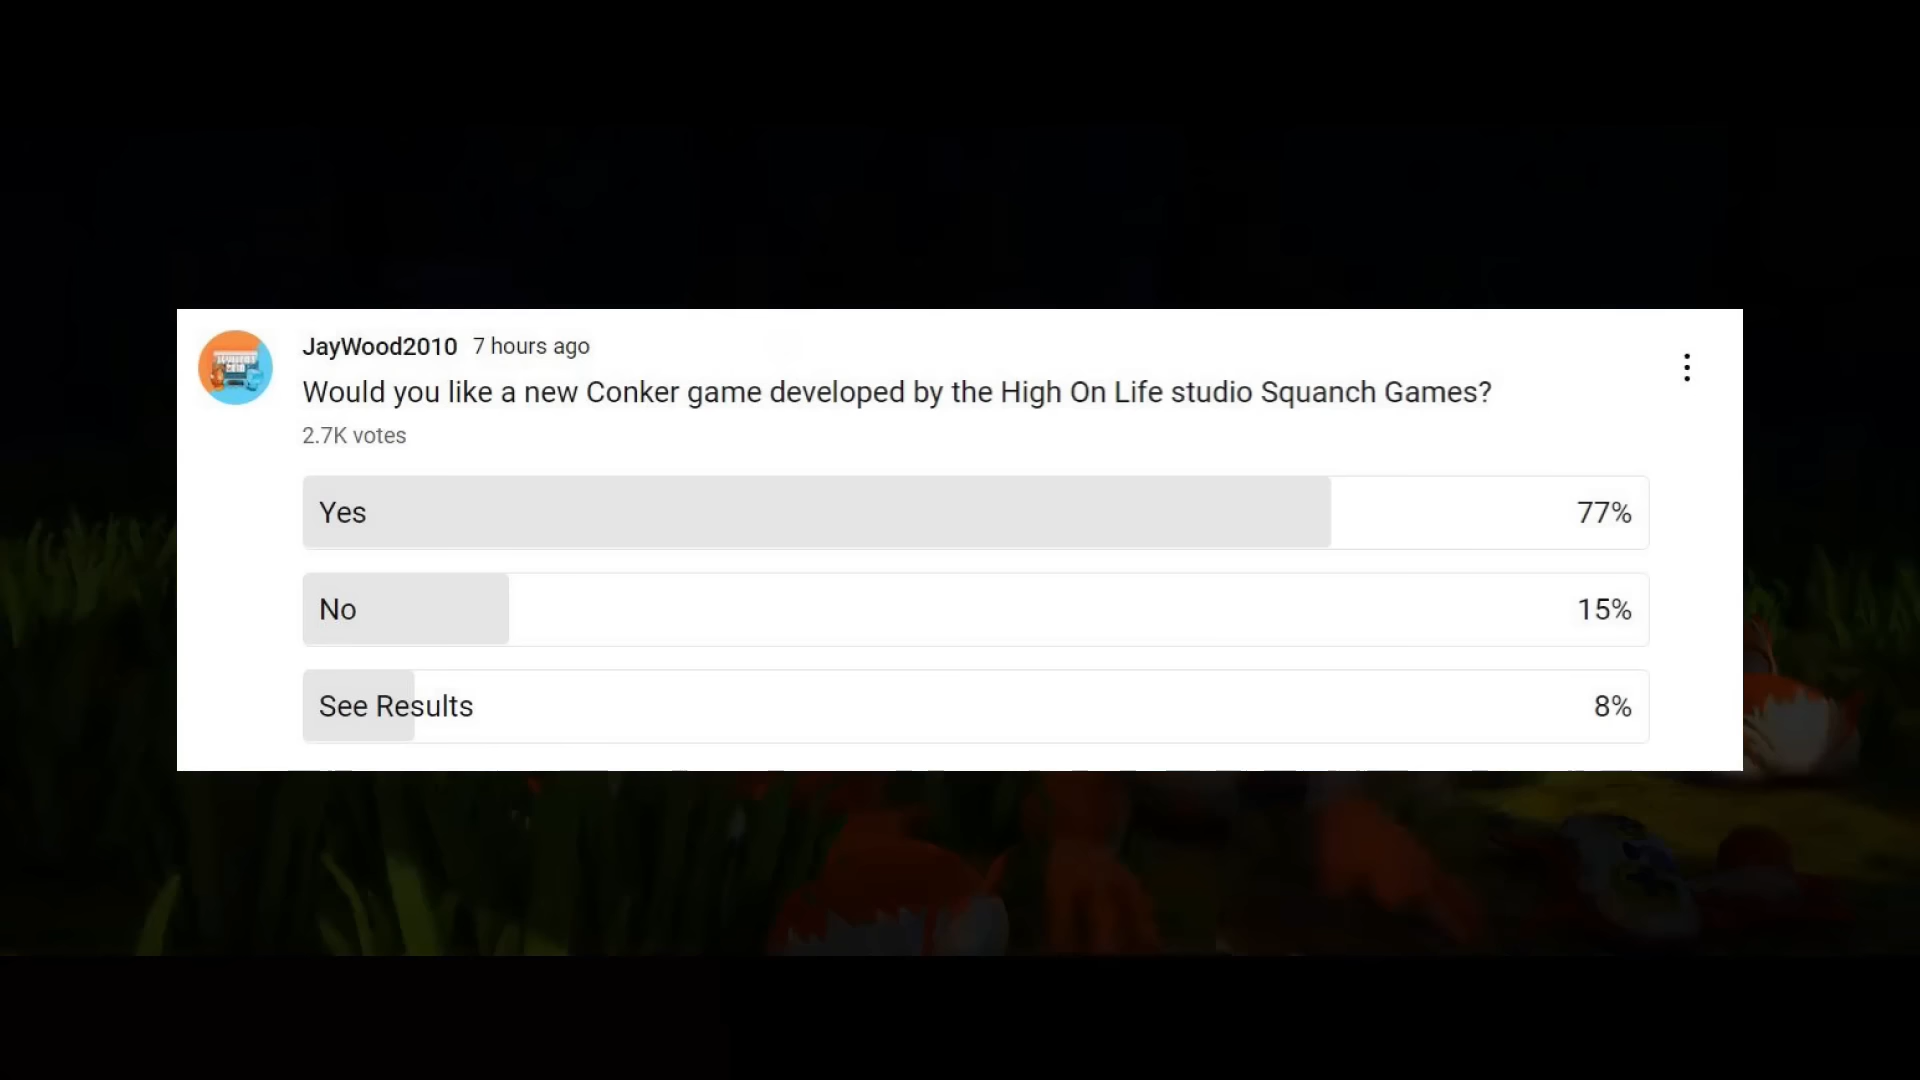 JayWood2010 7 hours ago
Would you like a new Conker game developed by the High On Life studio Squanch Games?
2.7K votes
Yes 77%
No 15%
See Results 8%